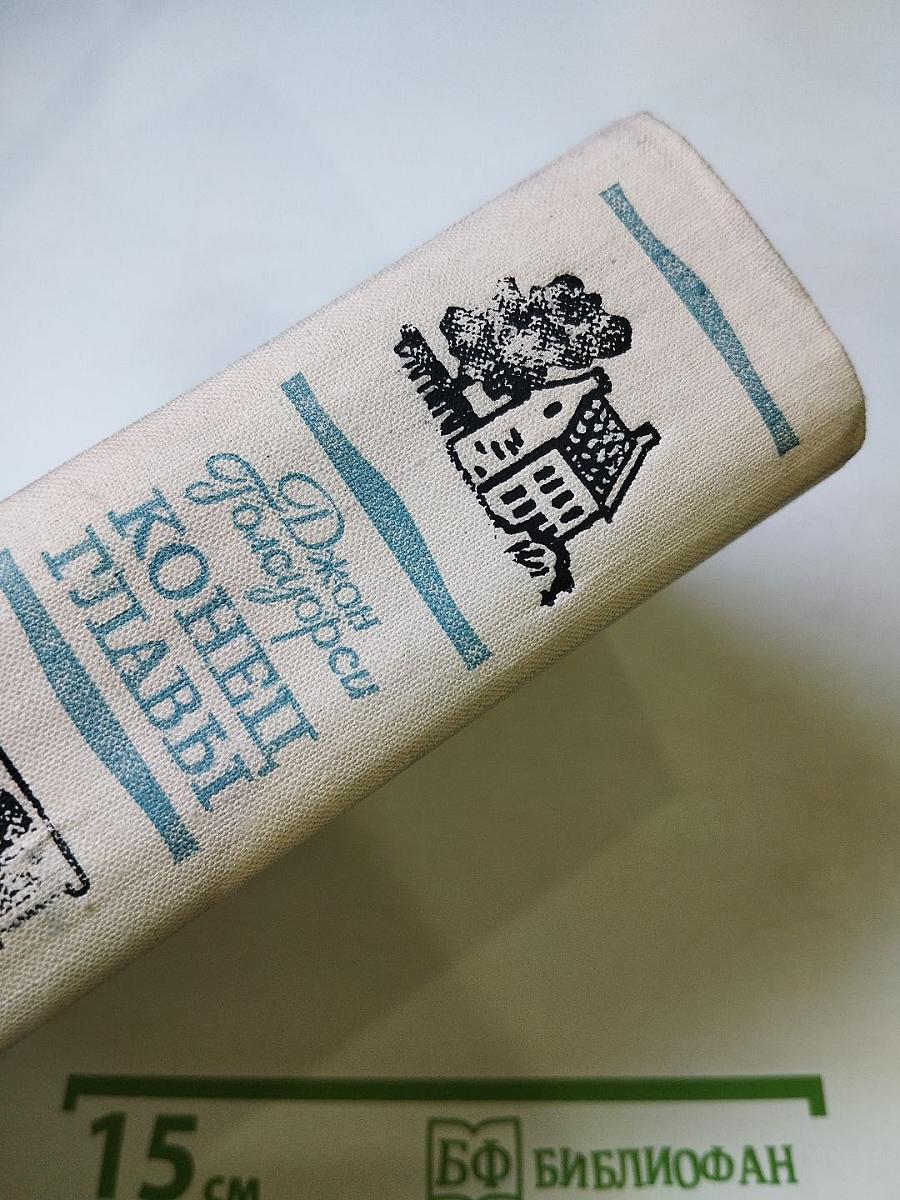 Джон
Голсуорси
КОНЕЦ
ГЛАВЫ
15 см
БФ БИБЛИОФАН